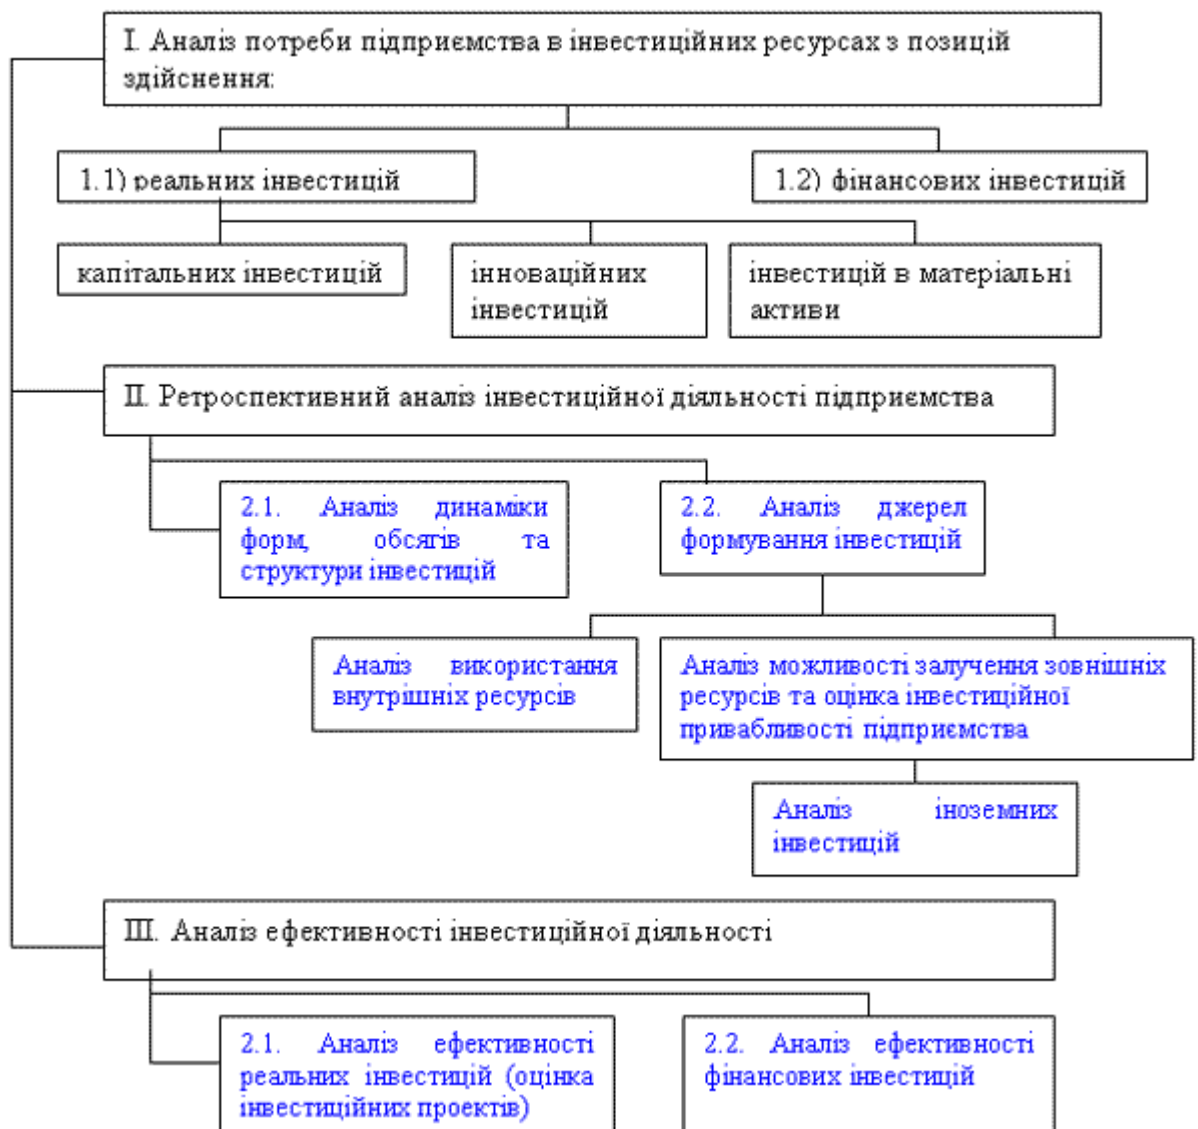 І. Аналіз потреби підприємства в інвестиційних ресурсах з позицій
здійснення:
1.1) реальних інвестицій
1.2) фінансових інвестицій
капітальних інвестицій
інноваційних
інвестицій
інвестицій в матеріальні
активи
ІІ. Ретроспективний аналіз інвестиційної діяльності підприємства
2.1. Аналіз динаміки
форм, обсягів та
структури інвестицій
2.2. Аналіз джерел
формування інвестицій
Аналіз використання
внутрішніх ресурсів
Аналіз можливості залучення зовнішніх
ресурсів та оцінка інвестиційної
привабливості підприємства
Аналіз іноземних
інвестицій
ІІІ. Аналіз ефективності інвестиційної діяльності
2.1. Аналіз ефективності
реальних інвестицій (оцінка
інвестиційних проектів)
2.2. Аналіз ефективності
фінансових інвестицій